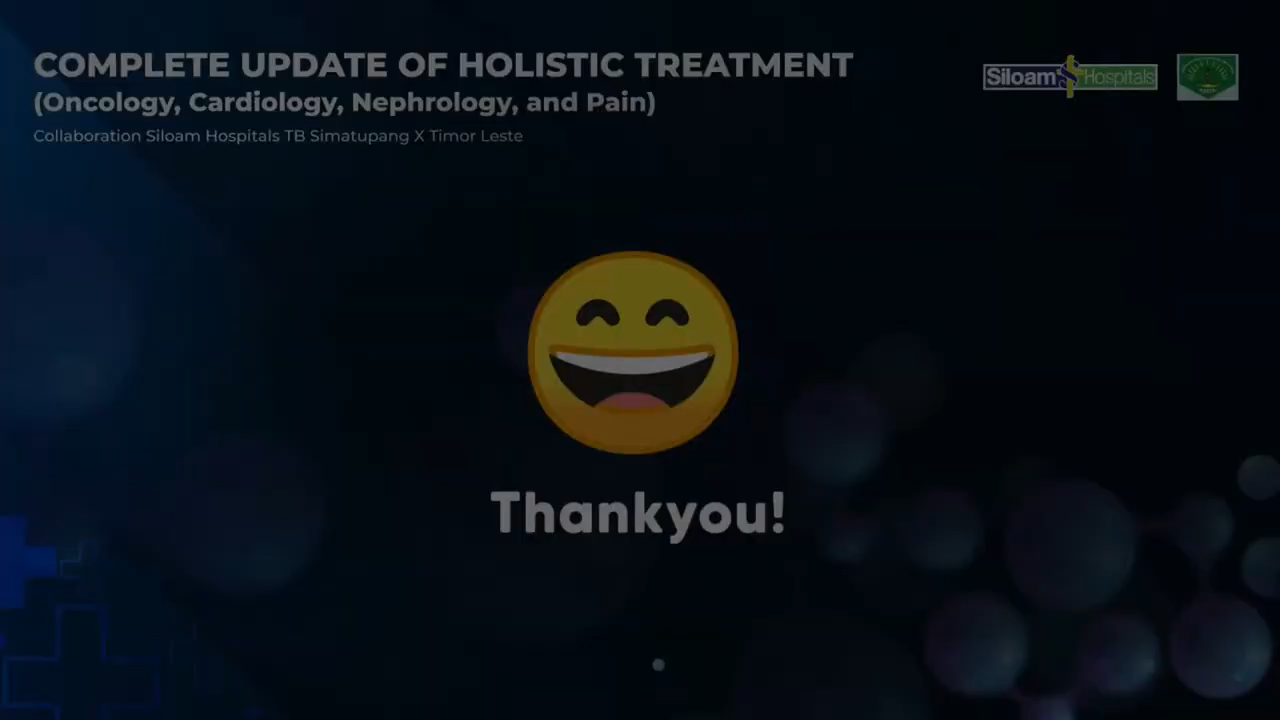 COMPLETE UPDATE OF HOLISTIC TREATMENT
(Oncology, Cardiology, Nephrology, and Pain)
Collaboration Siloam Hospitals TB Simatupang X Timor Leste
Siloam Hospitals
Thankyou!